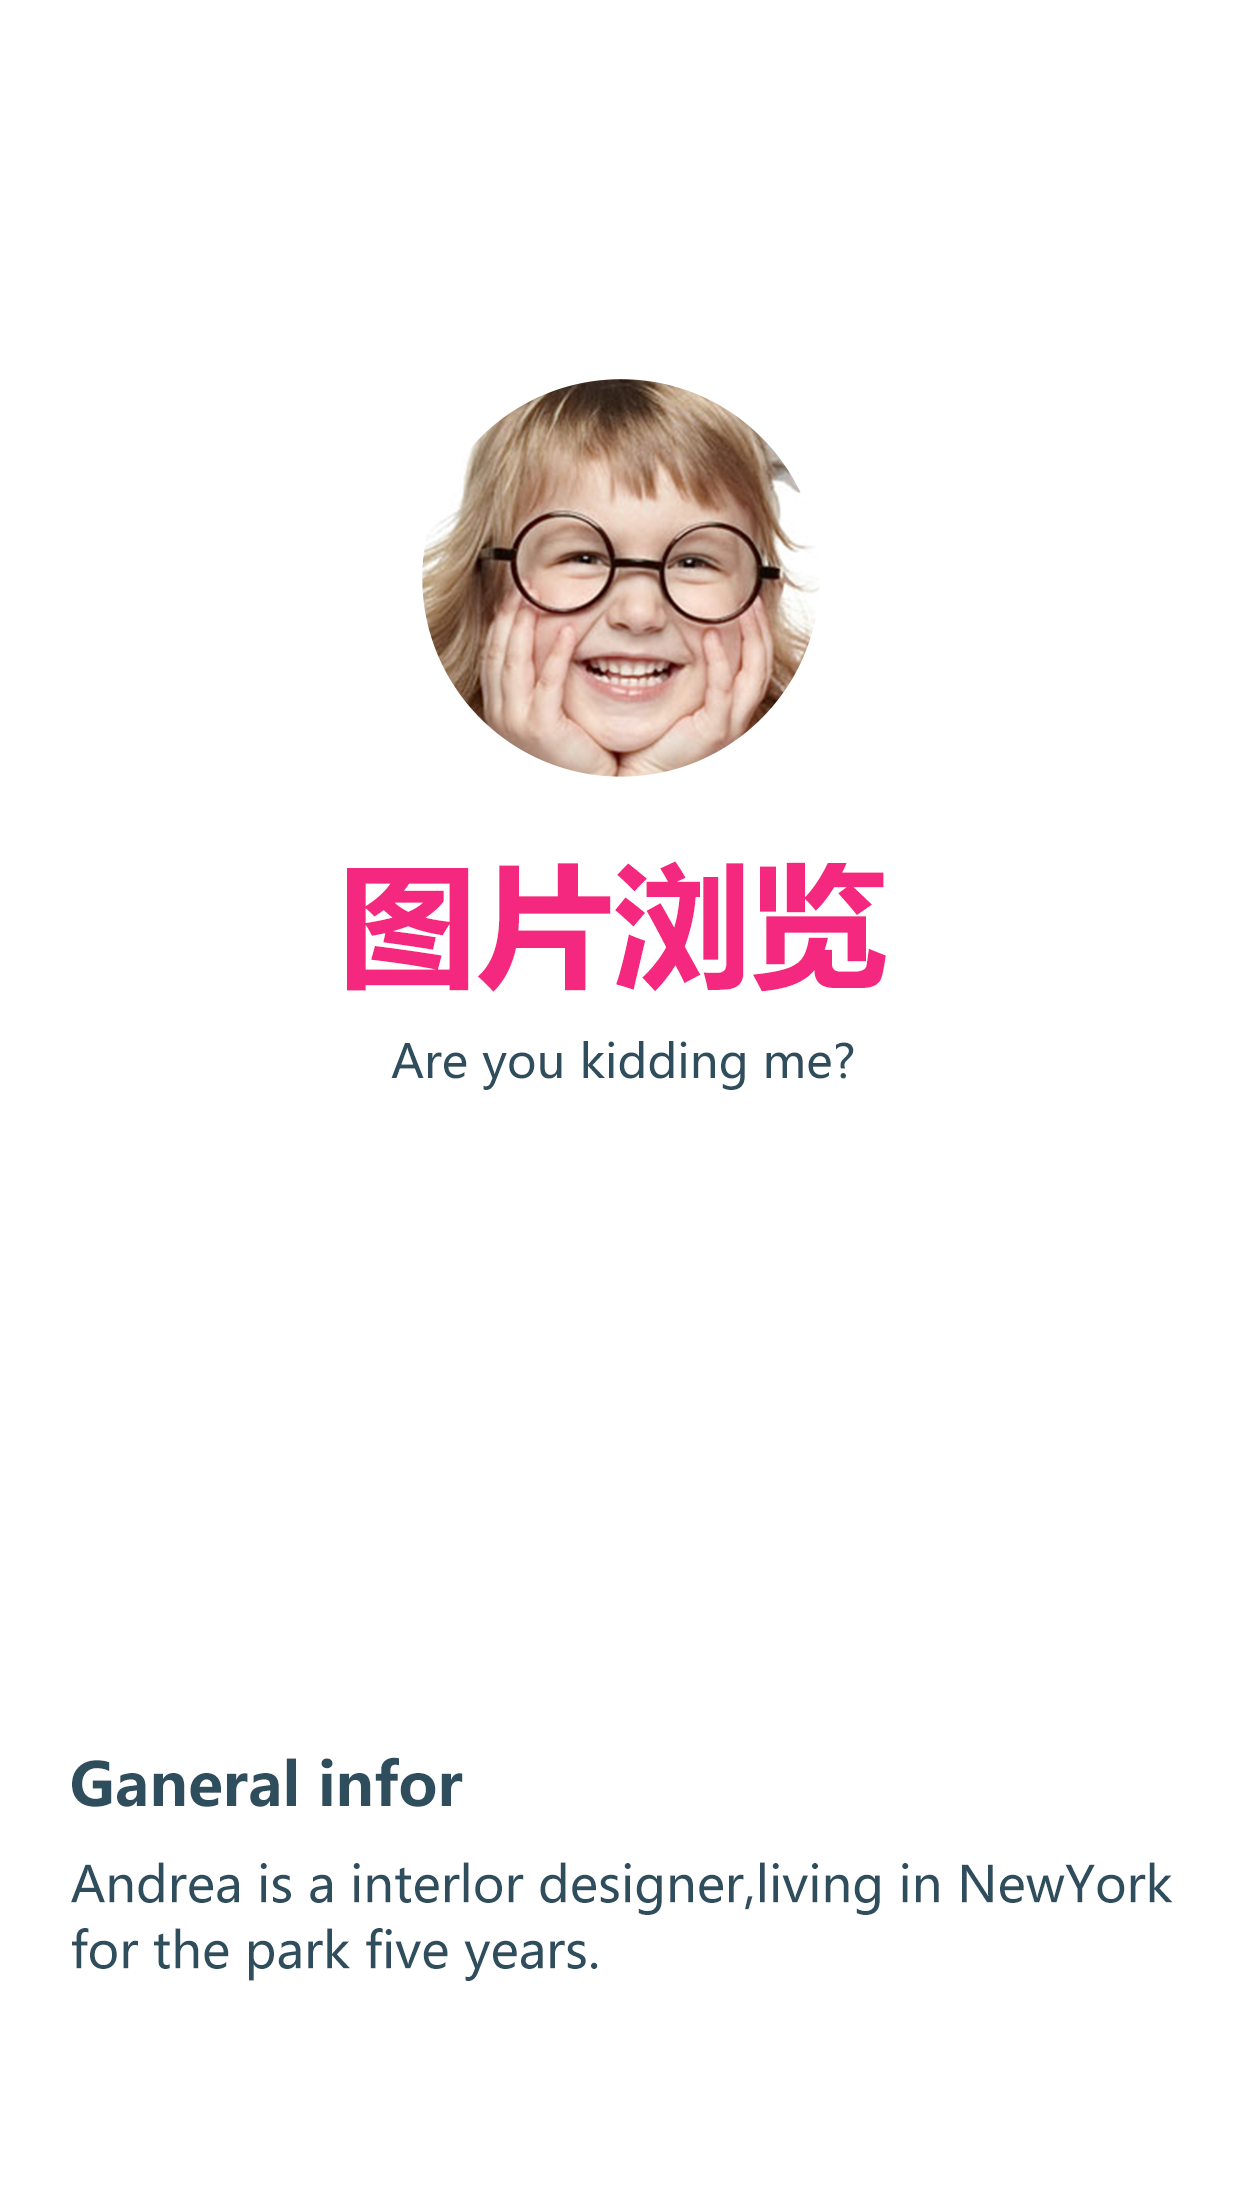 图片浏览
Are you kidding me?
Ganeral infor
Andrea is a interlor designer,living in NewYork
for the park five years.